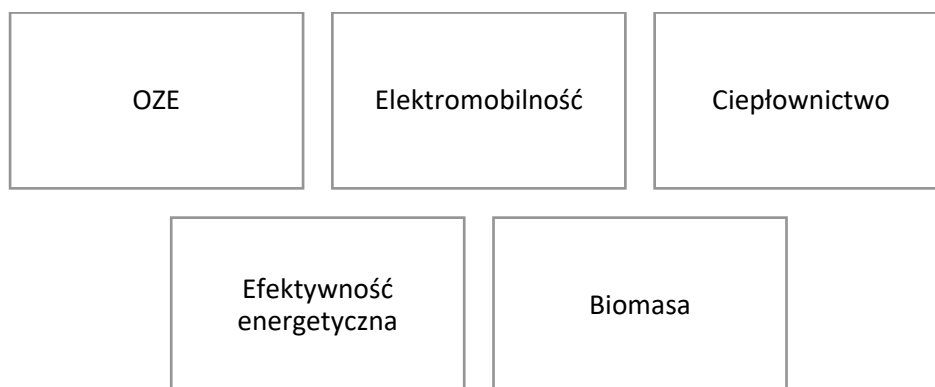 OZE
Elektromobilność
Ciepłownictwo
Efektywność
energetyczna
Biomasa